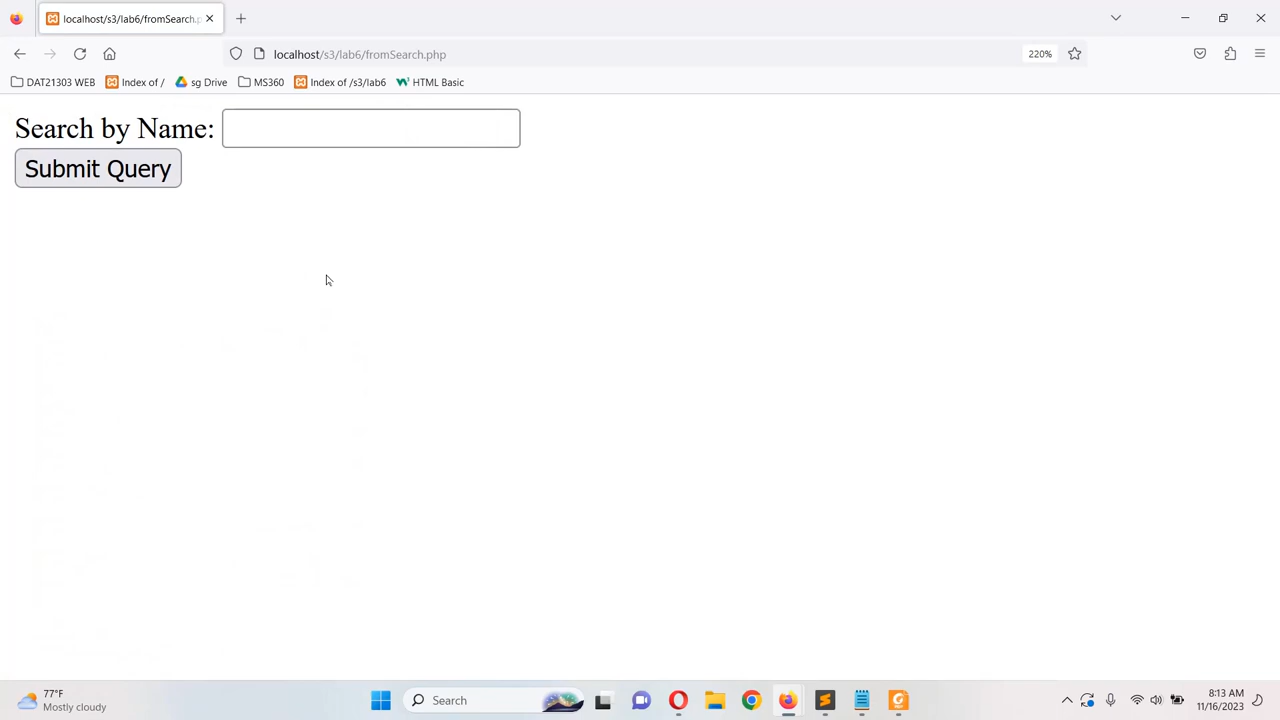 localhost/s3/lab6/fromSearch.p
localhost/s3/lab6/fromSearch.php
220%
DAT21303 WEB
Index of /
sg Drive
MS360
Index of /s3/lab6
HTML Basic
Search by Name:
Submit Query
77°F
Mostly cloudy
Search
8:13 AM
11/16/2023